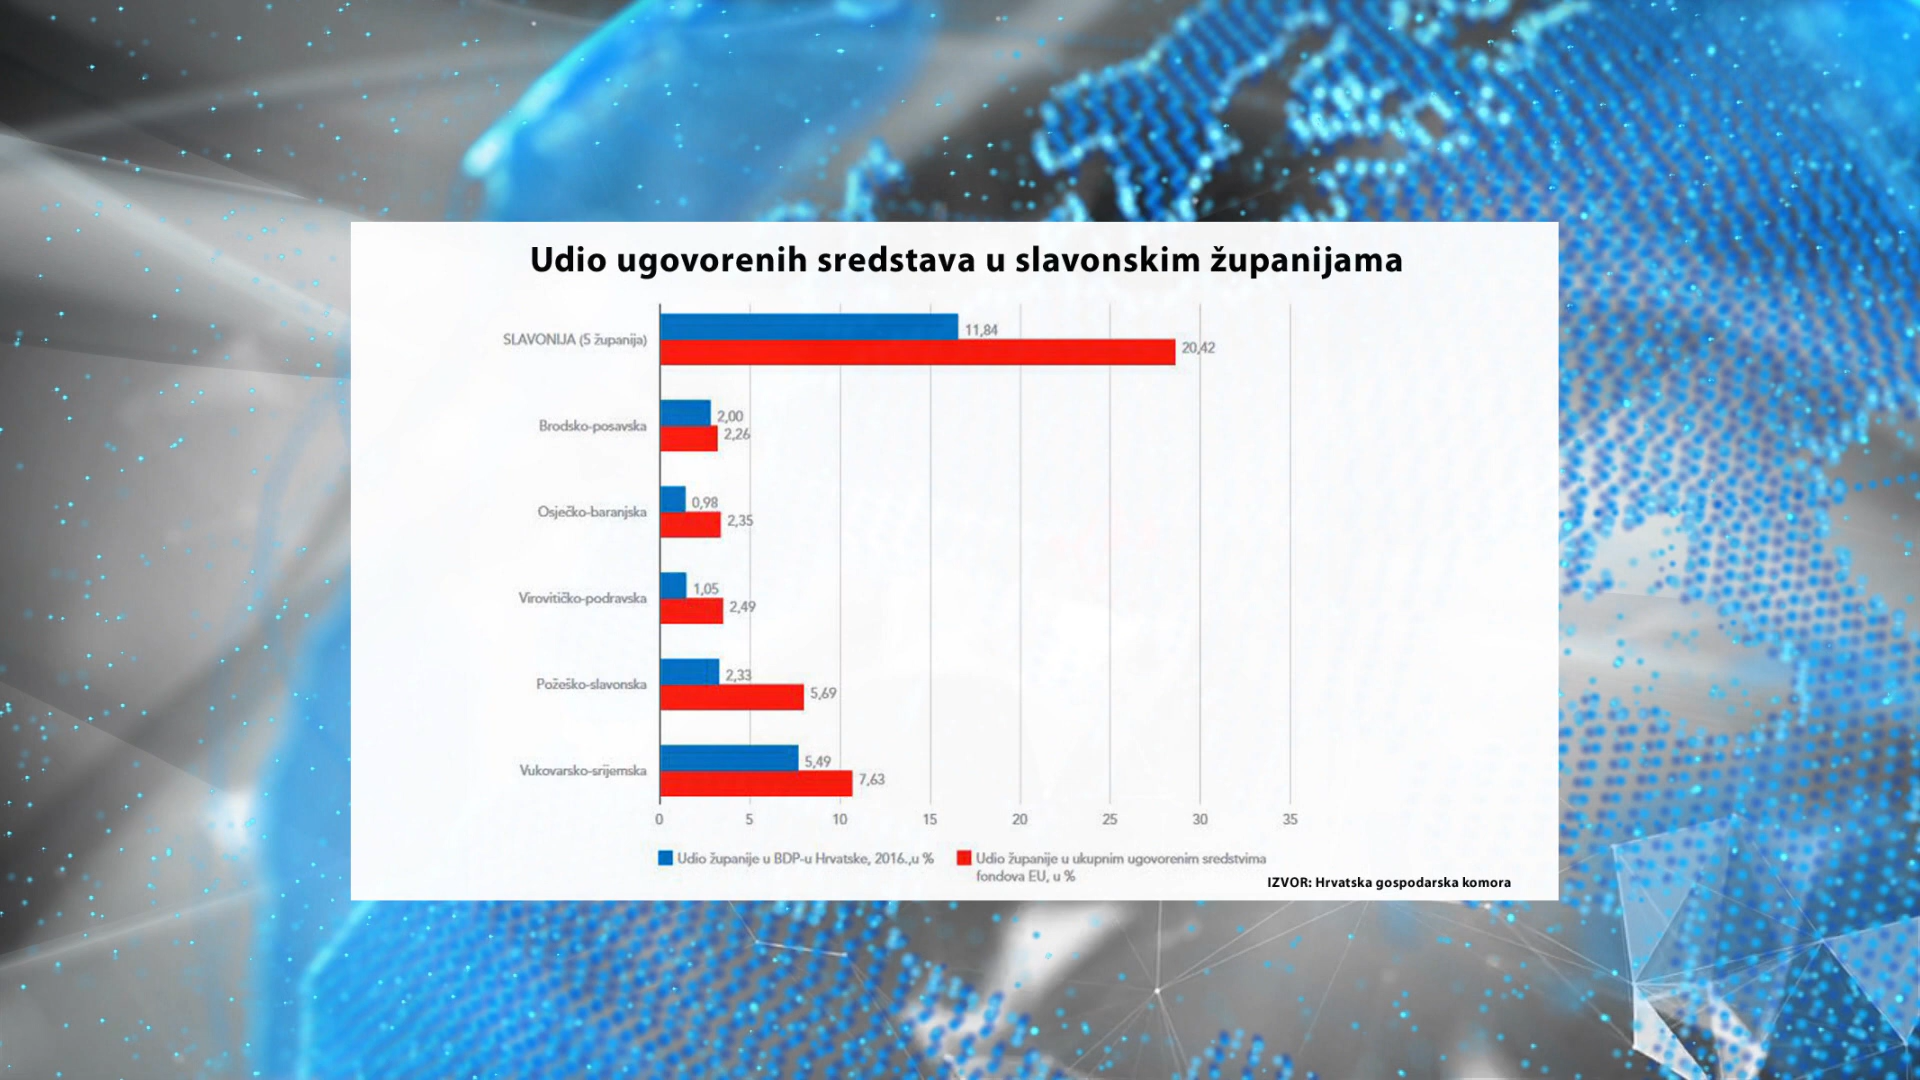 Udio ugovorenih sredstava u slavonskim županijama
SLAVONIJA (5 županija)
11,84
20,42
Brodsko-posavska
2,00
2,26
Osječko-baranjska
0,98
2,35
Virovitičko-podravska
1,05
2,49
Požeško-slavonska
2,33
5,69
Vukovarsko-srijemska
5,49
7,63
0 5 10 15 20 25 30 35
Udio županije u BDP-u Hrvatske, 2016.,u %
Udio županije u ukupnim ugovorenim sredstvima
fondova EU, u %
IZVOR: Hrvatska gospodarska komora